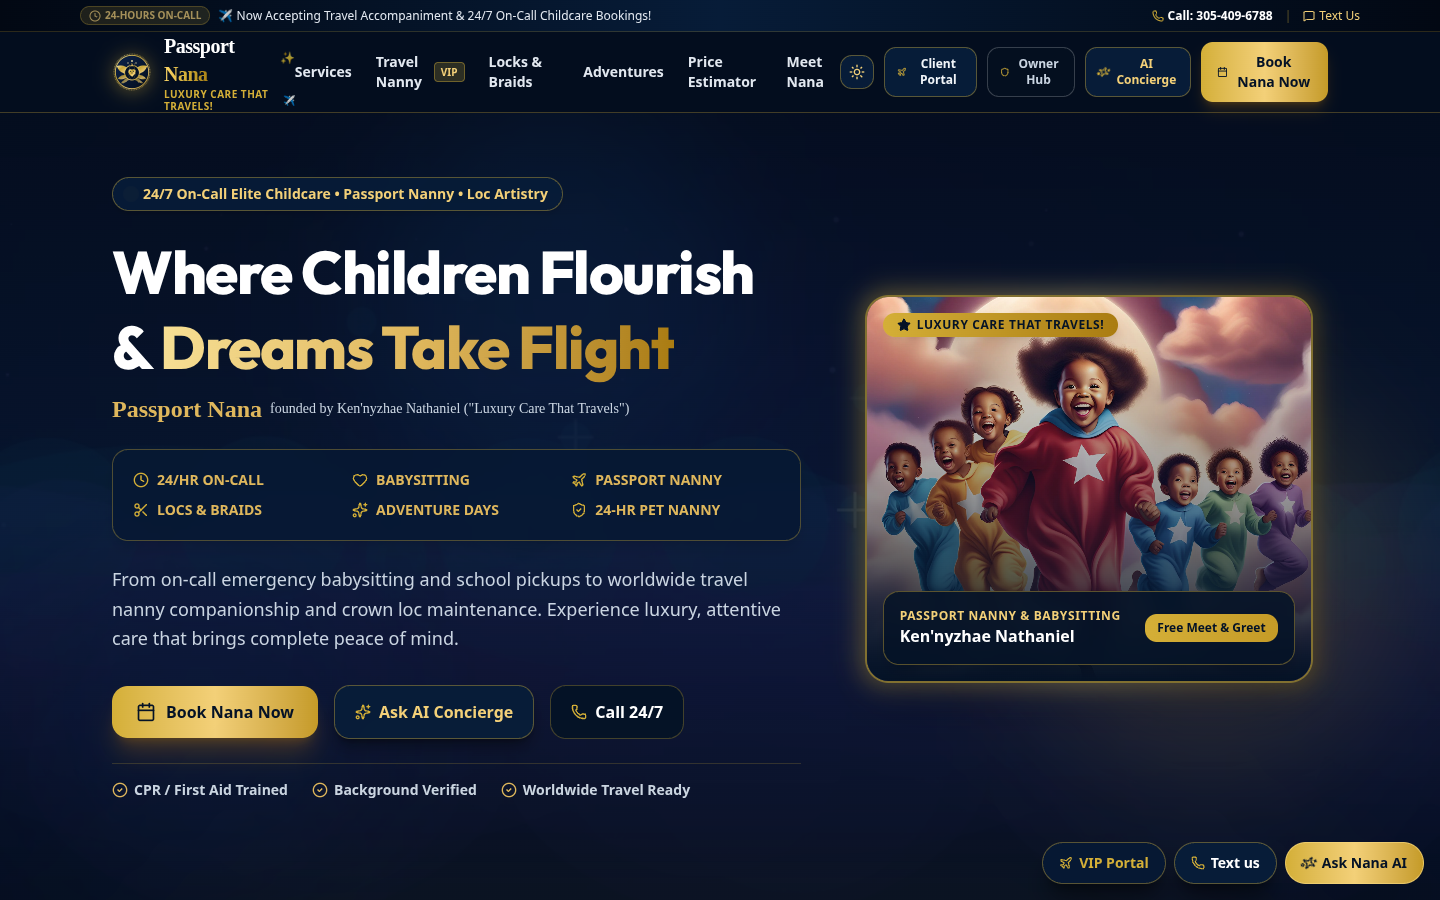 24-HOURS ON-CALL
✈️ Now Accepting Travel Accompaniment & 24/7 On-Call Childcare Bookings!
Call: 305-409-6788 | Text Us
Passport
Nana
LUXURY CARE THAT
TRAVELS!
Services
Travel
Nanny
VIP
Locks &
Braids
Adventures
Price
Estimator
Meet
Nana
Client
Portal
Owner
Hub
AI
Concierge
Book
Nana Now
24/7 On-Call Elite Childcare • Passport Nanny • Loc Artistry
Where Children Flourish
& Dreams Take Flight
Passport Nana founded by Ken'nyzhae Nathaniel ("Luxury Care That Travels")
24/HR ON-CALL
BABYSITTING
PASSPORT NANNY
LOCS & BRAIDS
ADVENTURE DAYS
24-HR PET NANNY
From on-call emergency babysitting and school pickups to worldwide travel
nanny companionship and crown loc maintenance. Experience luxury, attentive
care that brings complete peace of mind.
Book Nana Now
Ask AI Concierge
Call 24/7
CPR / First Aid Trained
Background Verified
Worldwide Travel Ready
LUXURY CARE THAT TRAVELS!
PASSPORT NANNY & BABYSITTING
Ken'nyzhae Nathaniel
Free Meet & Greet
VIP Portal
Text us
Ask Nana AI